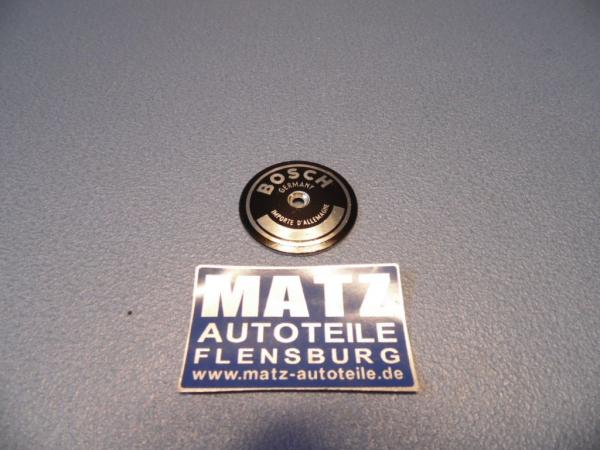 BOSCH
GERMANY
IMPORTE D'ALLEMAGNE
MATZ
AUTOTEILE
FLENSBURG
www.matz-autoteile.de